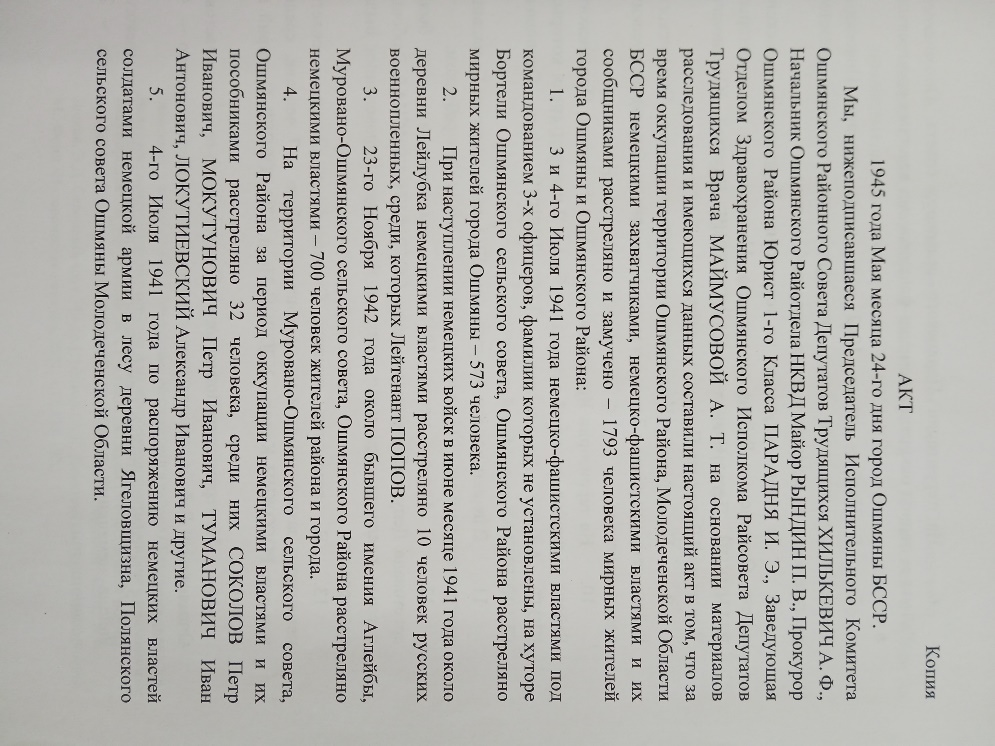 Копия
АКТ
1945 года Мая месяца 24-го дня город Ошмяны БССР.
Мы, нижеподписавшиеся Председатель Исполнительного Комитета
Ошмянского Районного Совета Депутатов Трудящихся ХИЛЬКЕВИЧ А. Ф.,
Начальник Ошмянского Райотдела НКВД Майор РЫНДИН П. В., Прокурор
Ошмянского Района Юрист 1-го Класса ПАРАДНЯ И. Э., Заведующая
Отделом Здравохранения Ошмянского Исполкома Райсовета Депутатов
Трудящихся Врача МАЙМУСОВОЙ А. Т. на основании материалов
расследования и имеющихся данных составили настоящий акт в том, что за
время оккупации территории Ошмянского Района, Молодеченской Области
БССР немецкими захватчиками, немецко-фашистскими властями и их
сообщниками расстреляно и замучено – 1793 человека мирных жителей
города Ошмяны и Ошмянского Района:
1. 3 и 4-го Июля 1941 года немецко-фашистскими властями под
командованием 3-х офицеров, фамилии которых не установлены, на хуторе
Бортели Ошмянского сельского совета, Ошмянского Района расстреляно
мирных жителей города Ошмяны – 573 человека.
2. При наступлении немецких войск в июне месяце 1941 года около
деревни Лейлубка немецкими властями расстреляно 10 человек русских
военнопленных, среди, которых Лейтенант ПОПОВ.
3. 23-го Ноября 1942 года около бывшего имения Аглейбы,
Муровано-Ошмянского сельского совета, Ошмянского Района расстреляно
немецкими властями – 700 человек жителей района и города.
4. На территории Муровано-Ошмянского сельского совета,
Ошмянского Района за период оккупации немецкими властями и их
пособниками расстреляно 32 человека, среди них СОКОЛОВ Петр
Иванович, МОКУТУНОВИЧ Петр Иванович, ТУМАНОВИЧ Иван
Антонович, ЛОКУТИЕВСКИЙ Александр Иванович и другие.
5. 4-го Июля 1941 года по распоряжению немецких властей
солдатами немецкой армии в лесу деревни Ягеловщизна, Полянского
сельского совета Ошмяны Молодеченской Области.